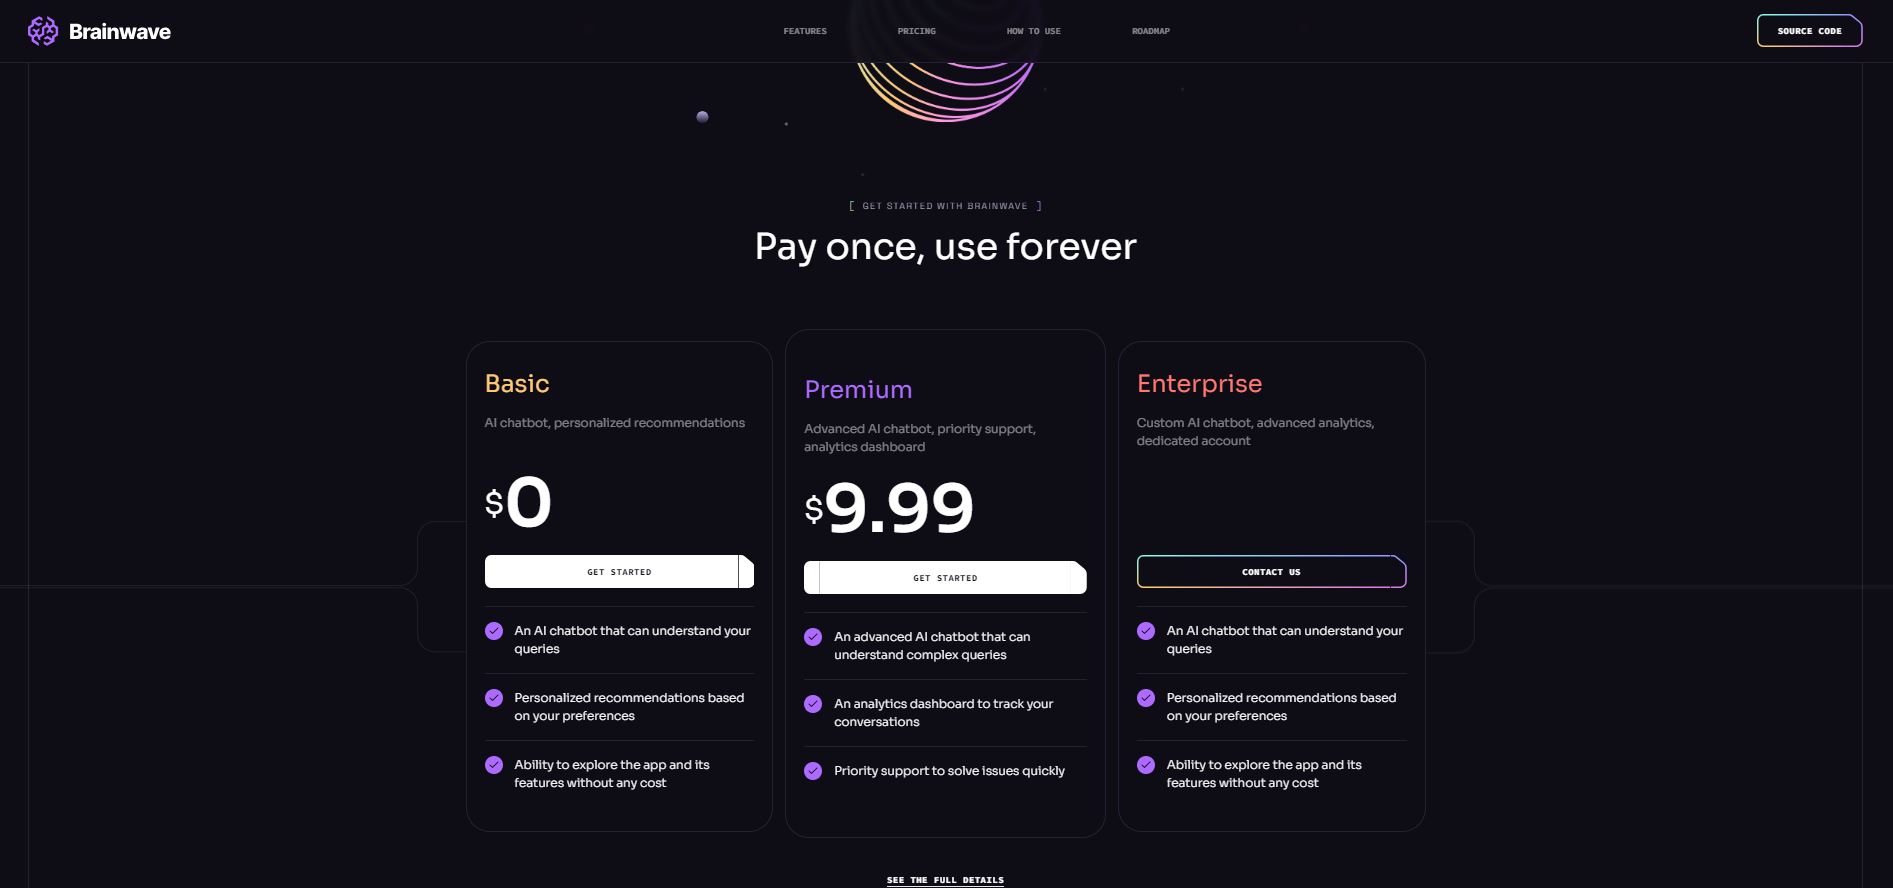 Brainwave
FEATURES
PRICING
HOW TO USE
ROADMAP
SOURCE CODE
[ GET STARTED WITH BRAINWAVE ]
Pay once, use forever
Basic
AI chatbot, personalized recommendations
$0
GET STARTED
An AI chatbot that can understand your
queries
Personalized recommendations based
on your preferences
Ability to explore the app and its
features without any cost
Premium
Advanced AI chatbot, priority support,
analytics dashboard
$9.99
GET STARTED
An advanced AI chatbot that can
understand complex queries
An analytics dashboard to track your
conversations
Priority support to solve issues quickly
Enterprise
Custom AI chatbot, advanced analytics,
dedicated account
CONTACT US
An AI chatbot that can understand your
queries
Personalized recommendations based
on your preferences
Ability to explore the app and its
features without any cost
SEE THE FULL DETAILS